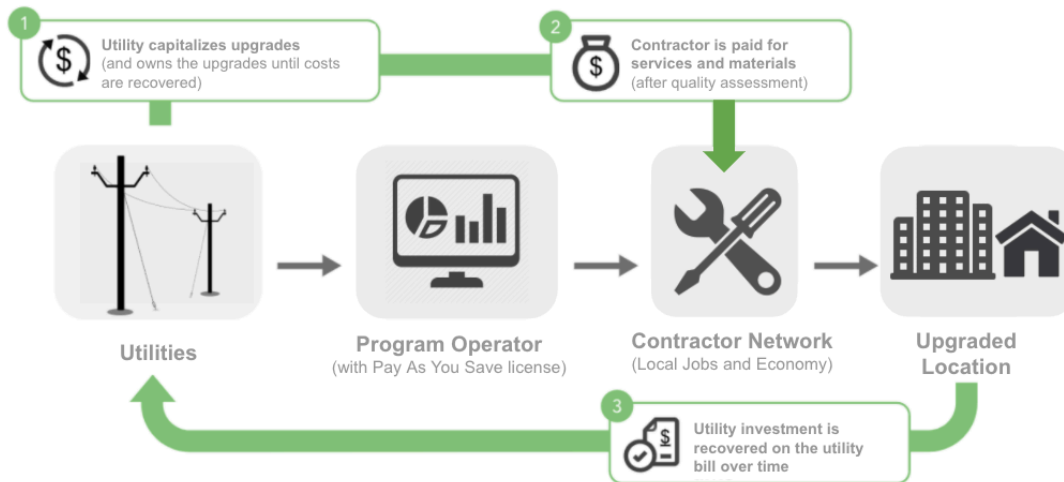 1
$
Utility capitalizes upgrades
(and owns the upgrades until costs
are recovered)
2
$
Contractor is paid for
services and materials
(after quality assessment)
Utilities
Program Operator
(with Pay As You Save license)
Contractor Network
(Local Jobs and Economy)
Upgraded
Location
3
$
Utility investment is
recovered on the utility
bill over time